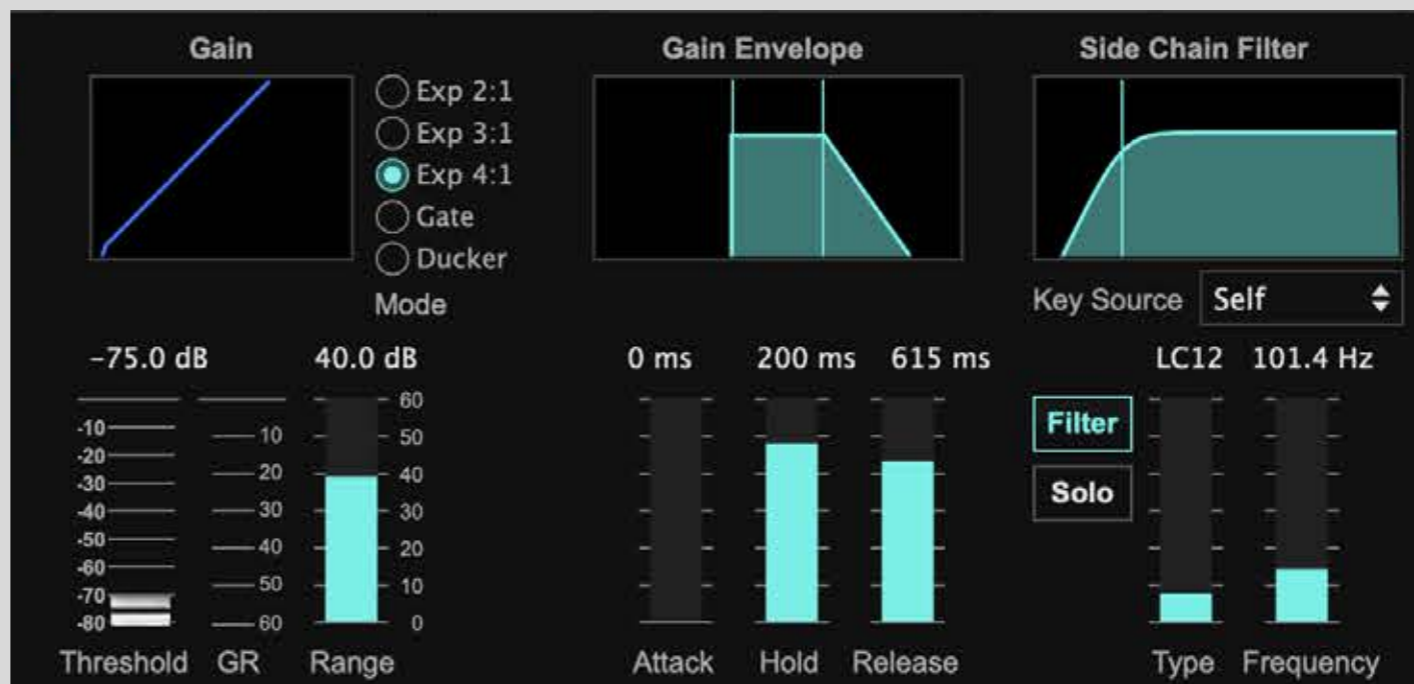 Gain
Gain Envelope
Side Chain Filter
Exp 2:1
Exp 3:1
Exp 4:1
Gate
Ducker
Mode
Key Source Self
-75.0 dB
40.0 dB
0 ms
200 ms
615 ms
LC12
101.4 Hz
-10
-20
-30
-40
-50
-60
-70
-80
10
20
30
40
50
60
60
50
40
30
20
10
0
Filter
Solo
Threshold
GR
Range
Attack
Hold
Release
Type
Frequency